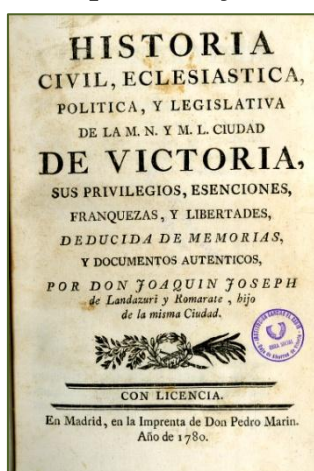 HISTORIA
CIVIL, ECLESIASTICA,
POLITICA, Y LEGISLATIVA
DE LA M. N. Y M. L. CIUDAD
DE VICTORIA,
SUS PRIVILEGIOS, ESENCIONES,
FRANQUEZAS, Y LIBERTADES,
DEDUCIDA DE MEMORIAS,
Y DOCUMENTOS AUTENTICOS,
POR DON JOAQUIN JOSEPH
de Landazuri y Romarate, hijo
de la misma Ciudad.
CON LICENCIA.
En Madrid, en la Imprenta de Don Pedro Marin.
Año de 1780.